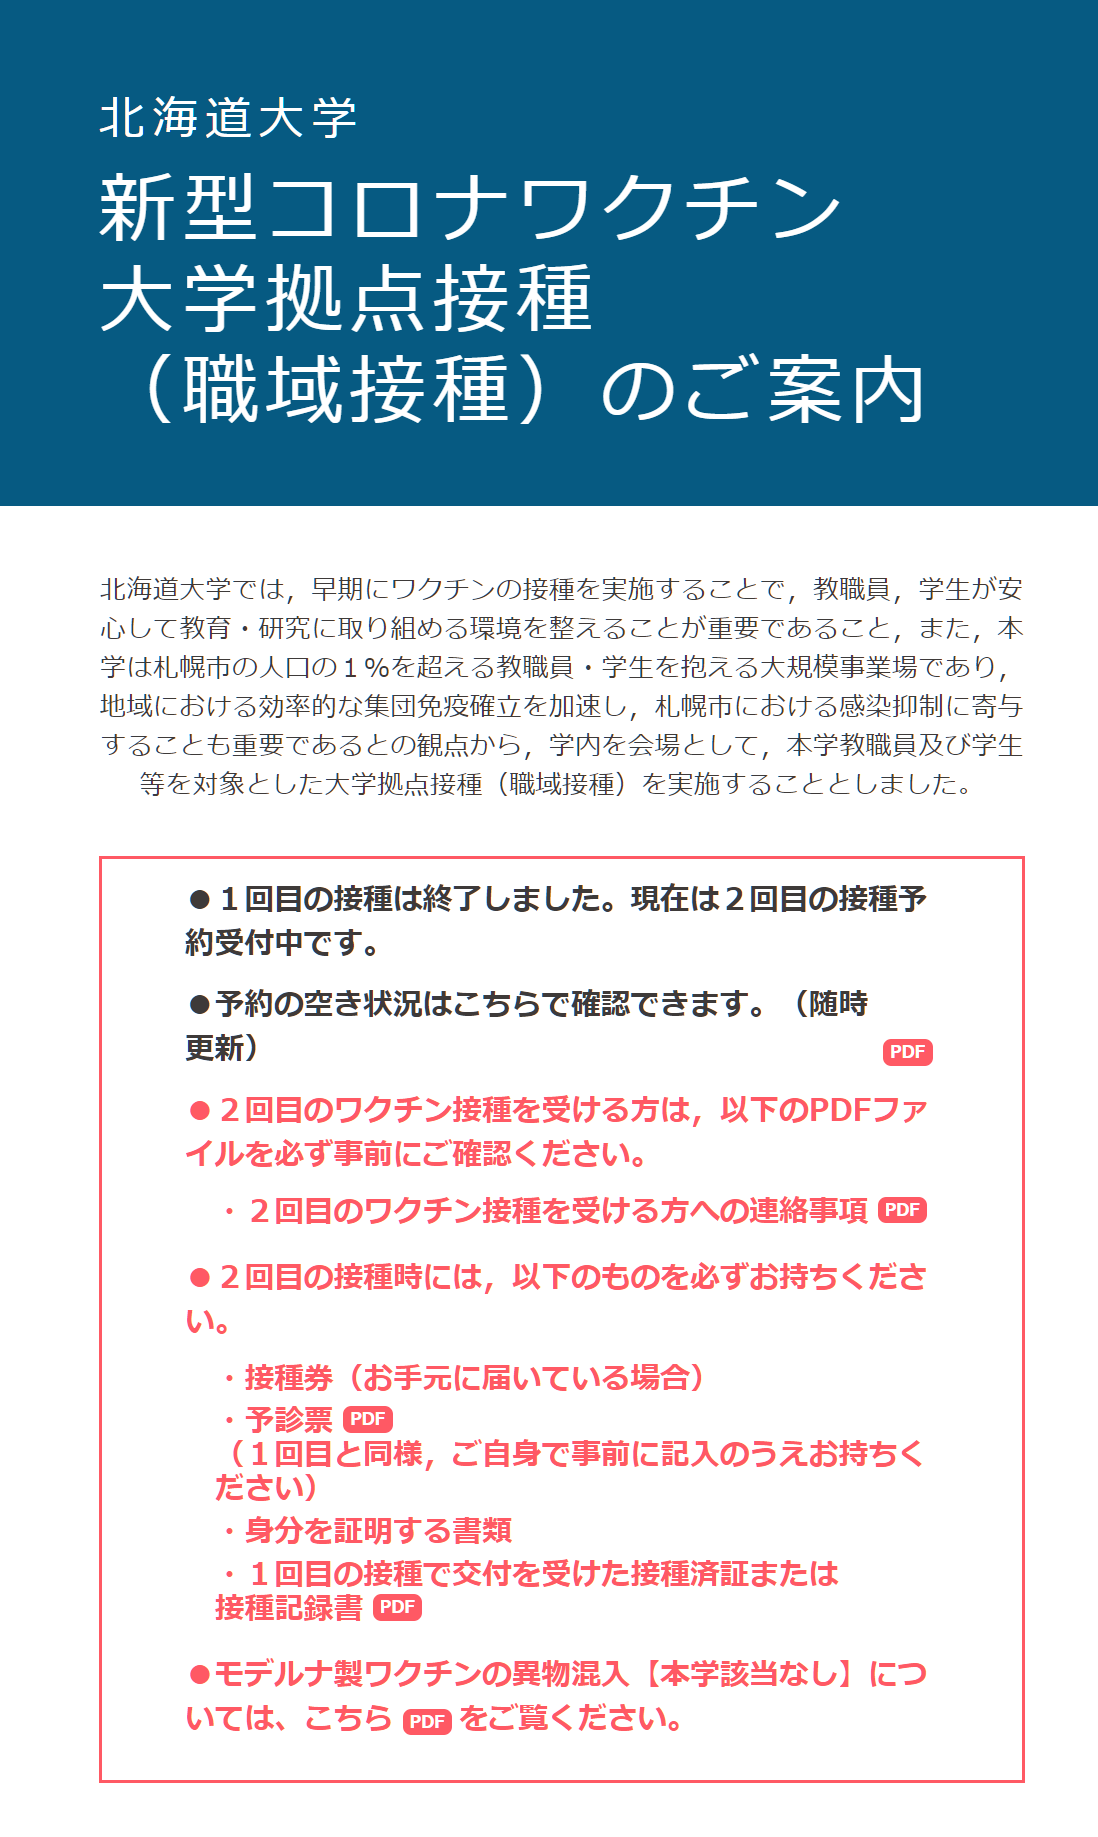 北海道大学
新型コロナワクチン
大学拠点接種
（職域接種）のご案内
北海道大学では，早期にワクチンの接種を実施することで，教職員，学生が安
心して教育・研究に取り組める環境を整えることが重要であること，また，本
学は札幌市の人口の１％を超える教職員・学生を抱える大規模事業場であり，
地域における効率的な集団免疫確立を加速し，札幌市における感染抑制に寄与
することも重要であるとの観点から，学内を会場として，本学教職員及び学生
等を対象とした大学拠点接種（職域接種）を実施することとしました。
●１回目の接種は終了しました。現在は２回目の接種予
約受付中です。
●予約の空き状況はこちらで確認できます。（随時
更新） PDF
●２回目のワクチン接種を受ける方は，以下のPDFファ
イルを必ず事前にご確認ください。
・２回目のワクチン接種を受ける方への連絡事項 PDF
●２回目の接種時には，以下のものを必ずお持ちくださ
い。
・接種券（お手元に届いている場合）
・予診票 PDF
（１回目と同様，ご自身で事前に記入のうえお持ちく
ださい）
・身分を証明する書類
・１回目の接種で交付を受けた接種済証または
接種記録書 PDF
●モデルナ製ワクチンの異物混入【本学該当なし】につ
いては、こちら PDF をご覧ください。